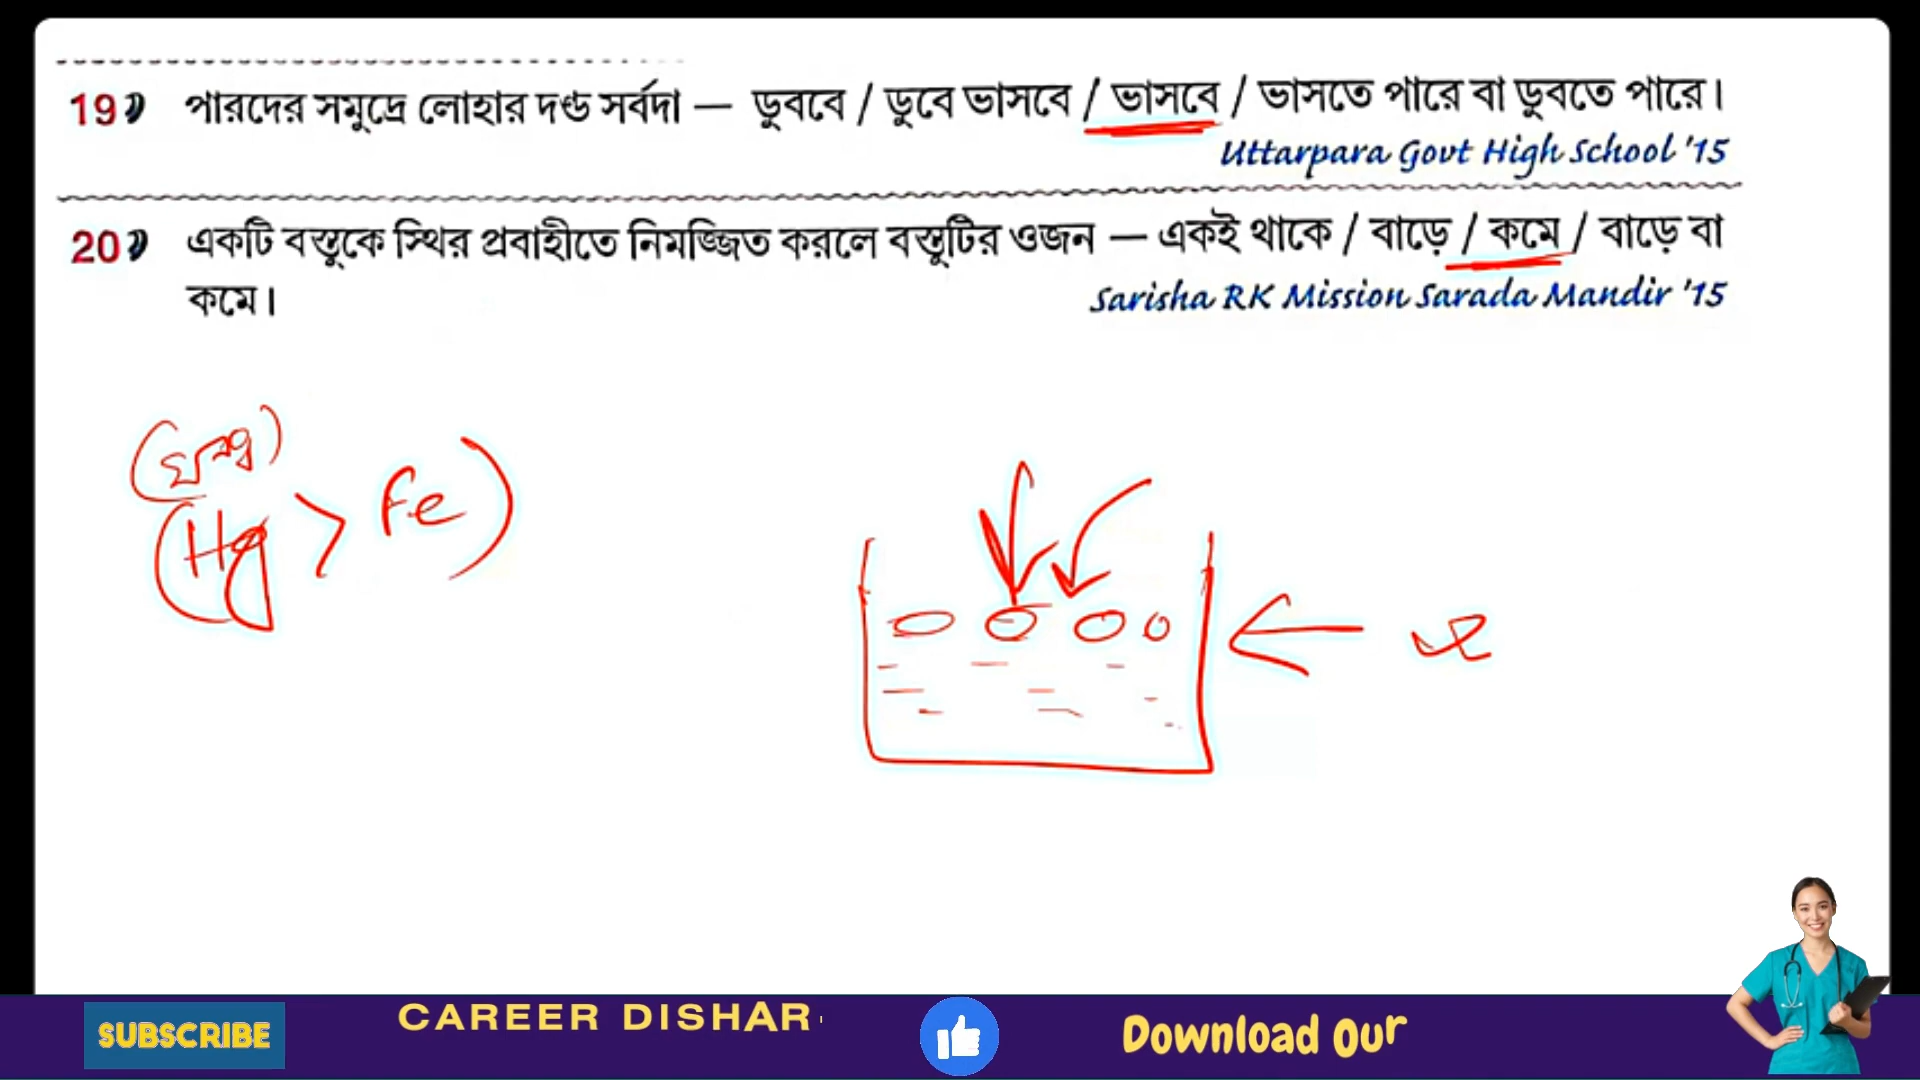 19) পারদের সমুদ্রে লোহার দণ্ড সর্বদা — ডুববে / ডুবে ভাসবে / ভাসবে / ভাসতে পারে বা ডুবতে পারে।
Uttarpara Govt High School '15
20) একটি বস্তুকে স্থির প্রবাহীতে নিমজ্জিত করলে বস্তুটির ওজন — একই থাকে / বাড়ে / কমে / বাড়ে বা
কমে।
Sarisha RK Mission Sarada Mandir '15
(Hg > Fe)
SUBSCRIBE
CAREER DISHAR
Download Our